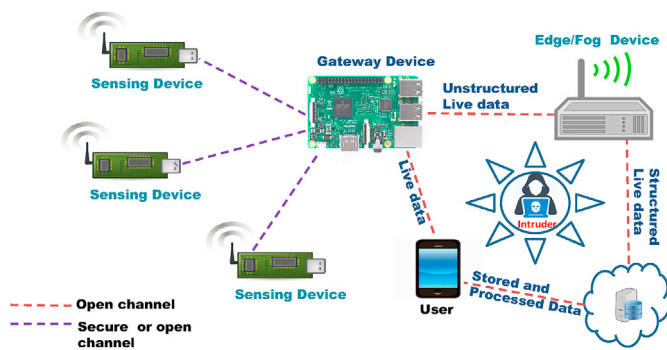 Edge/Fog Device
Gateway Device
Sensing Device
Unstructured
Live data
Sensing Device
Live data
Structured
Live data
Intruder
Sensing Device
User
Stored and
Processed Data
Open channel
Secure or open
channel